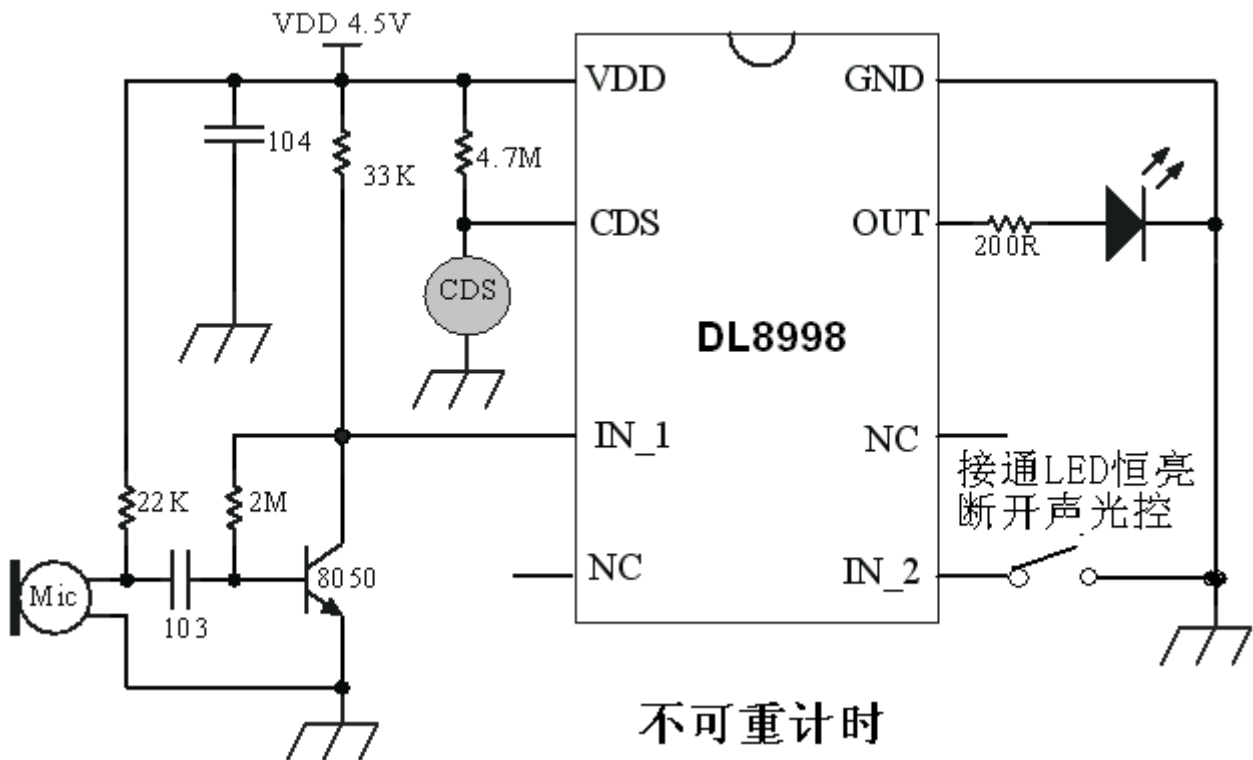 VDD 4.5V
VDD
GND
104
33K
4.7M
CDS
OUT
200R
CDS
DL8998
IN_1
NC
接通LED恒亮
断开声光控
22K
2M
8050
NC
IN_2
Mic
103
不可重计时